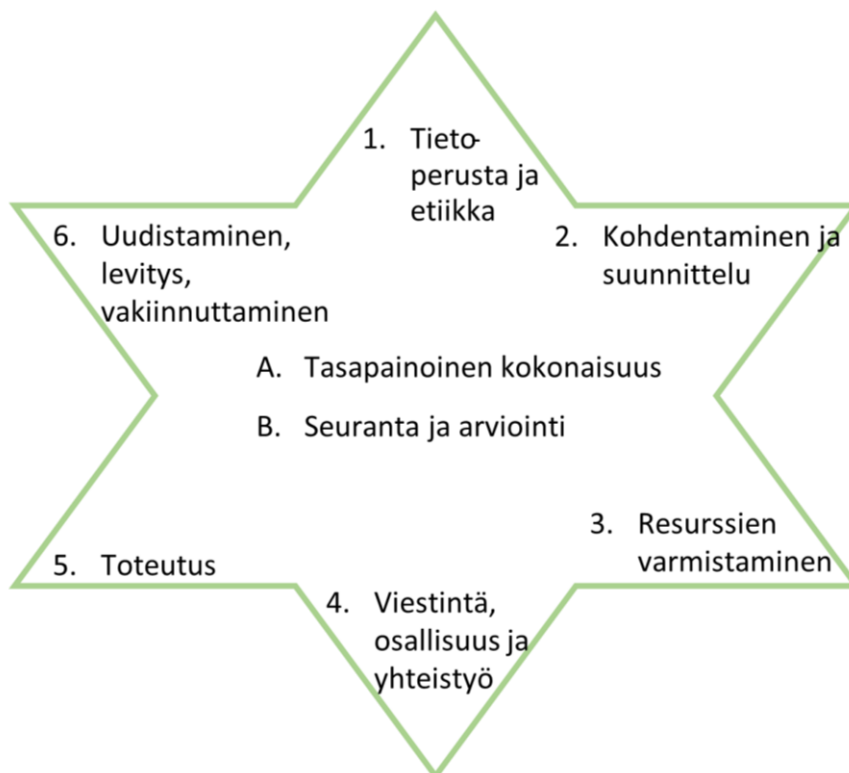 1. Tieto-
perusta ja
etiikka
6. Uudistaminen,
levitys,
vakiinnuttaminen
2. Kohdentaminen ja
suunnittelu
A. Tasapainoinen kokonaisuus
B. Seuranta ja arviointi
3. Resurssien
varmistaminen
5. Toteutus
4. Viestintä,
osallisuus ja
yhteistyö